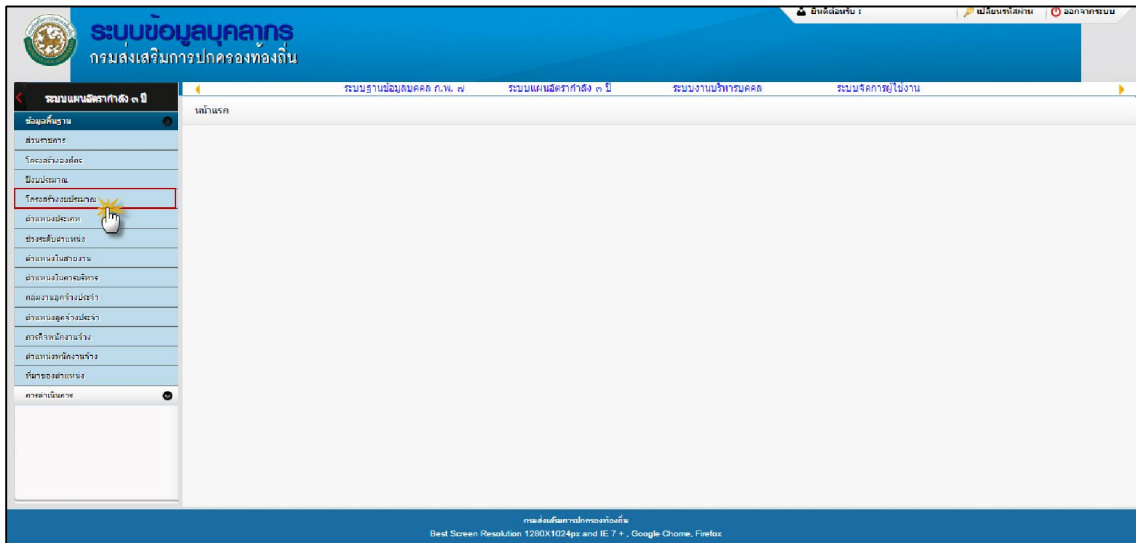 ยินดีต้อนรับ :
เปลี่ยนรหัสผ่าน
ออกจากระบบ
ระบบข้อมูลบุคลากร
กรมส่งเสริมการปกครองท้องถิ่น
ระบบแผนอัตรากำลัง ๓ ปี
ระบบฐานข้อมูลบุคคล ก.พ. ๗
ระบบแผนอัตรากำลัง ๓ ปี
ระบบงานบริหารบุคคล
ระบบจัดการผู้ใช้งาน
หน้าแรก
ข้อมูลพื้นฐาน
ส่วนราชการ
โครงสร้างองค์กร
ปีงบประมาณ
โครงสร้างงบประมาณ
ตำแหน่งประเภท
ช่วงระดับตำแหน่ง
ตำแหน่งในสายงาน
ตำแหน่งในการบริหาร
กลุ่มงานลูกจ้างประจำ
ตำแหน่งลูกจ้างประจำ
ภารกิจพนักงานจ้าง
ตำแหน่งพนักงานจ้าง
ที่มาของตำแหน่ง
การดำเนินการ
กรมส่งเสริมการปกครองท้องถิ่น
Best Screen Resolution 1280X1024px and IE 7 + , Google Chome, Firefox